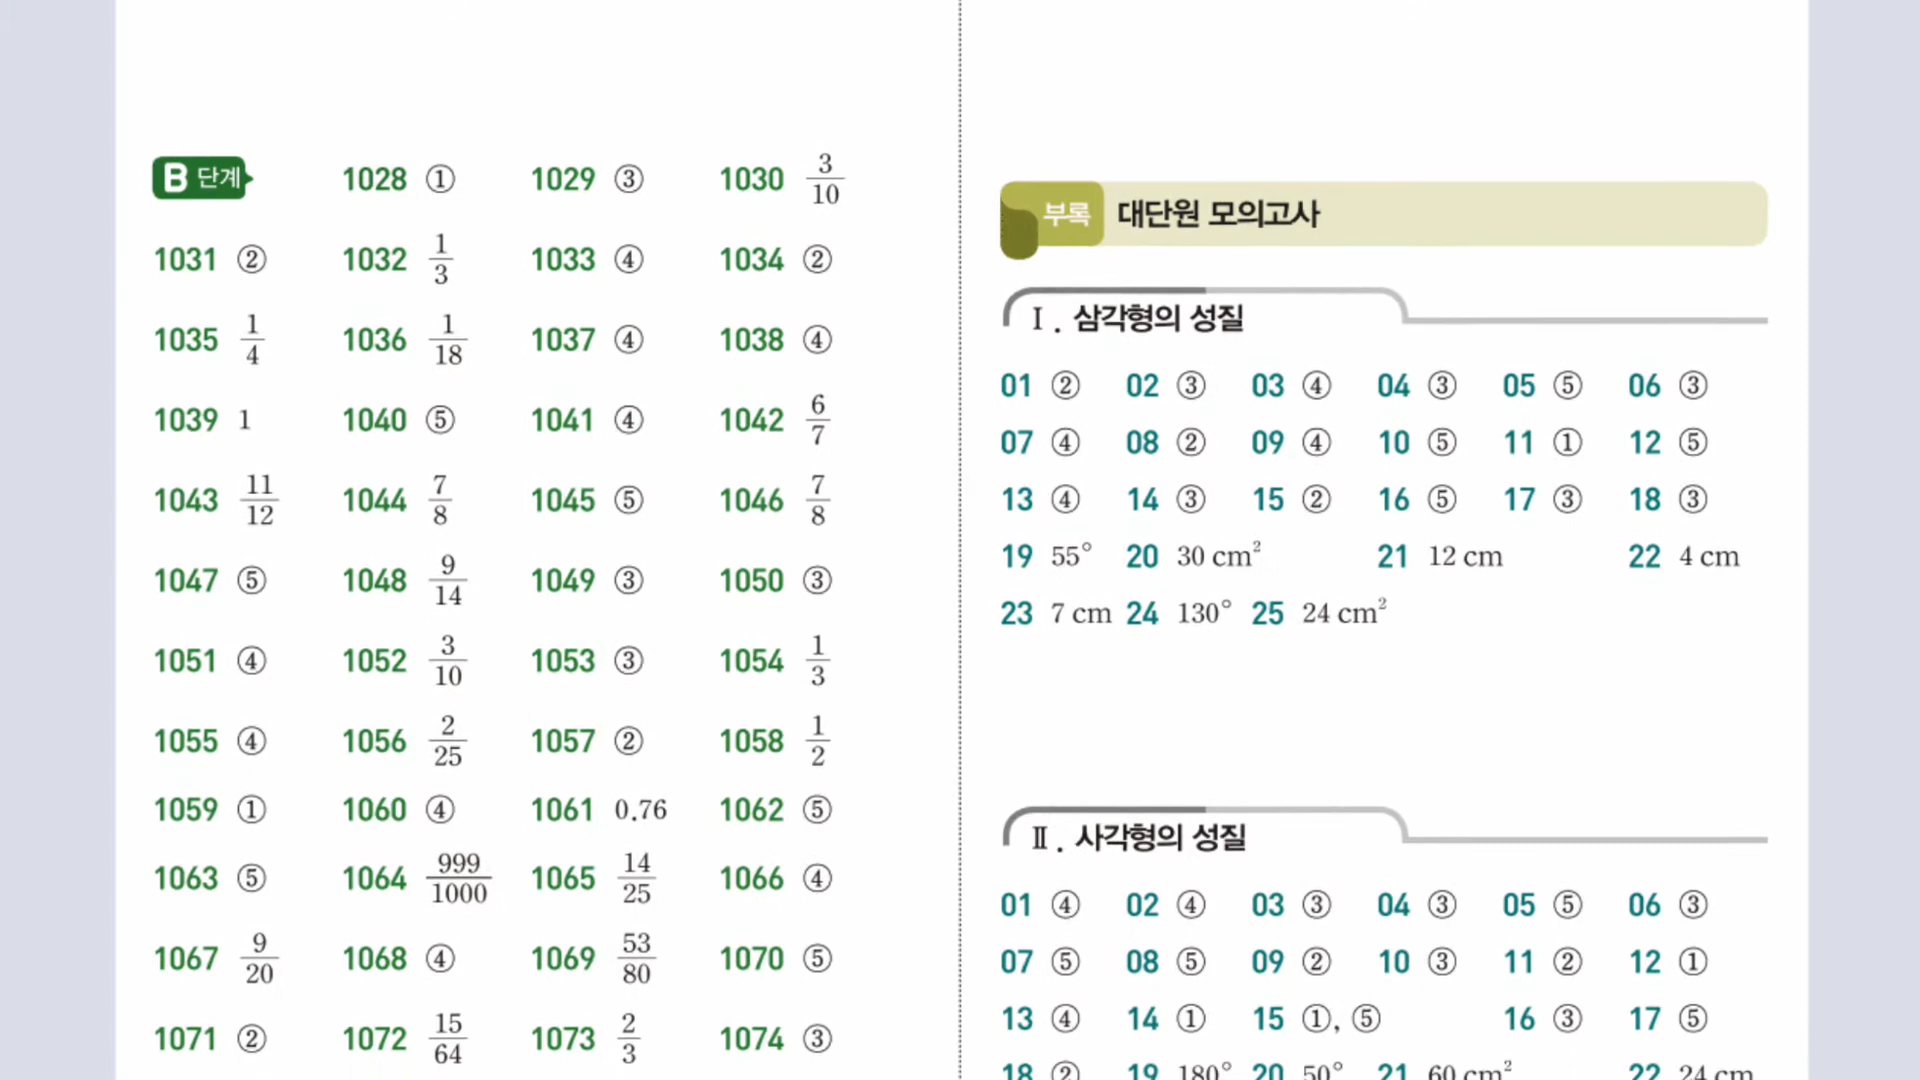 B 단계 1028 ① 1029 ③ 1030 3/10
1031 ② 1032 1/3 1033 ④ 1034 ②
1035 1/4 1036 1/18 1037 ④ 1038 ④
1039 1 1040 ⑤ 1041 ④ 1042 6/7
1043 11/12 1044 7/8 1045 ⑤ 1046 7/8
1047 ⑤ 1048 9/14 1049 ③ 1050 ③
1051 ④ 1052 3/10 1053 ③ 1054 1/3
1055 ④ 1056 2/25 1057 ② 1058 1/2
1059 ① 1060 ④ 1061 0.76 1062 ⑤
1063 ⑤ 1064 999/1000 1065 14/25 1066 ④
1067 9/20 1068 ④ 1069 53/80 1070 ⑤
1071 ② 1072 15/64 1073 2/3 1074 ③
부록 대단원 모의고사
Ⅰ. 삼각형의 성질
01 ② 02 ③ 03 ④ 04 ③ 05 ⑤ 06 ③
07 ④ 08 ② 09 ④ 10 ⑤ 11 ① 12 ⑤
13 ④ 14 ③ 15 ② 16 ⑤ 17 ③ 18 ③
19 55° 20 30 cm² 21 12 cm 22 4 cm
23 7 cm 24 130° 25 24 cm²
Ⅱ. 사각형의 성질
01 ④ 02 ④ 03 ③ 04 ③ 05 ⑤ 06 ③
07 ⑤ 08 ⑤ 09 ② 10 ③ 11 ② 12 ①
13 ④ 14 ① 15 ①, ⑤ 16 ③ 17 ⑤
18 ② 19 180° 20 50° 21 60 cm² 22 24 cm